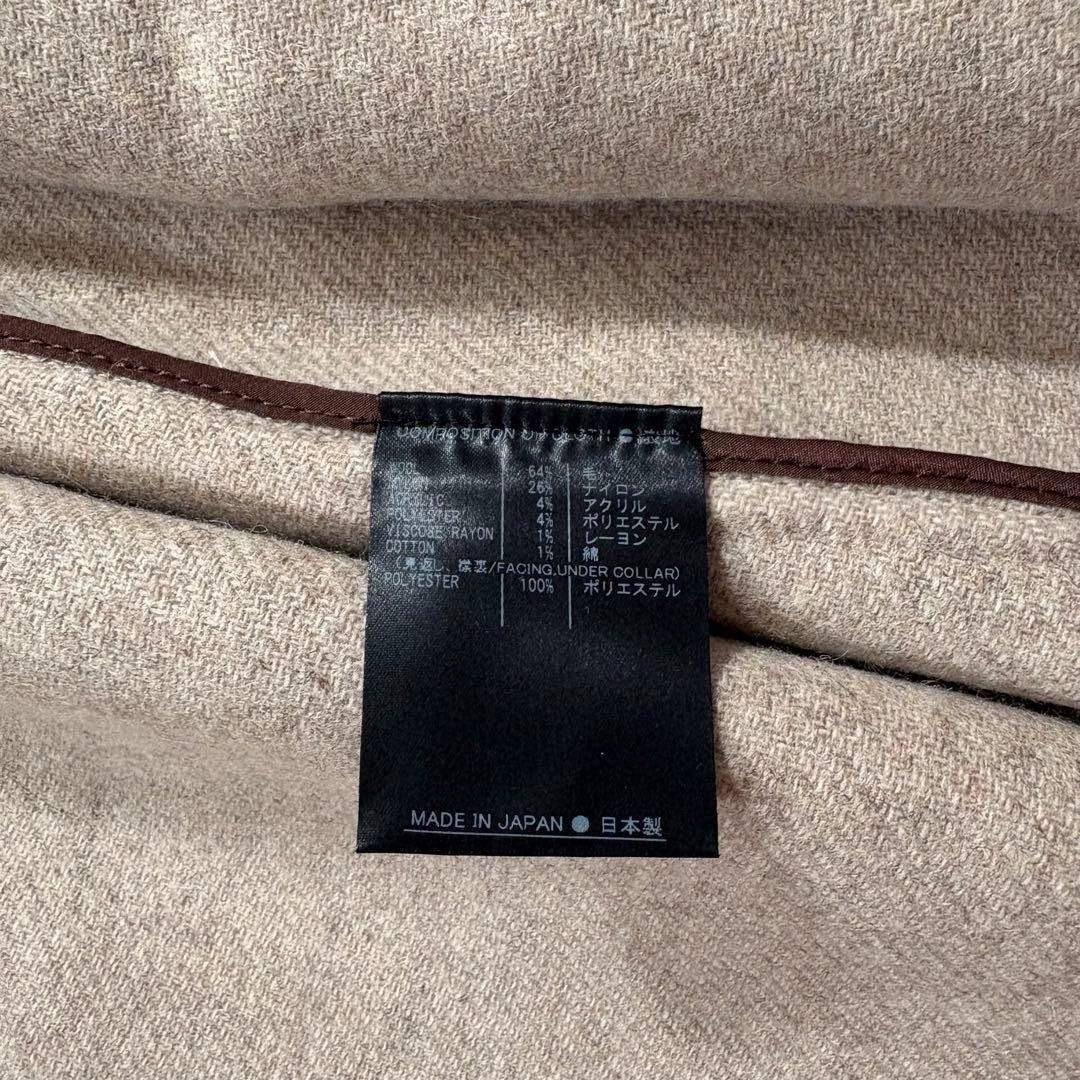 COMPOSITION OF CLOTH 組成
WOOL 64% 毛
NYLON 26% ナイロン
ACRYLIC 4% アクリル
POLYESTER 4% ポリエステル
VISCOSE RAYON 1% レーヨン
COTTON 1% 綿
(見返し、襟裏/FACING,UNDER COLLAR)
POLYESTER 100% ポリエステル
1
MADE IN JAPAN ● 日本製